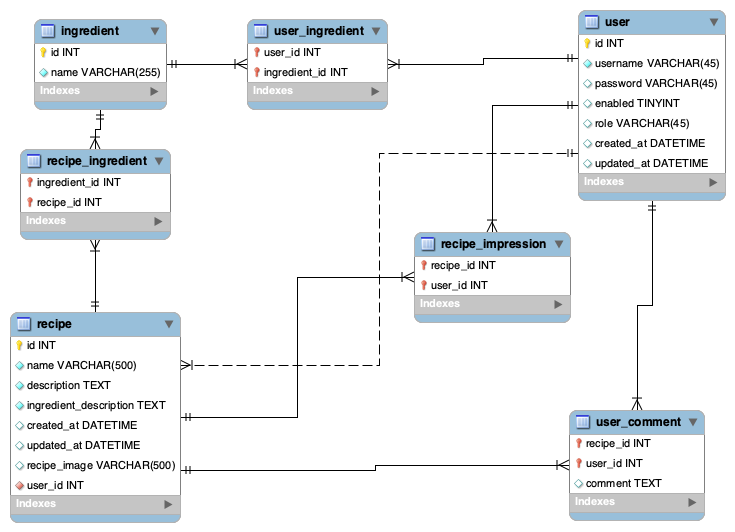 ingredient
id INT
name VARCHAR(255)
Indexes
user_ingredient
user_id INT
ingredient_id INT
Indexes
user
id INT
username VARCHAR(45)
password VARCHAR(45)
enabled TINYINT
role VARCHAR(45)
created_at DATETIME
updated_at DATETIME
Indexes
recipe_ingredient
ingredient_id INT
recipe_id INT
Indexes
recipe_impression
recipe_id INT
user_id INT
Indexes
recipe
id INT
name VARCHAR(500)
description TEXT
ingredient_description TEXT
created_at DATETIME
updated_at DATETIME
recipe_image VARCHAR(500)
user_id INT
Indexes
user_comment
recipe_id INT
user_id INT
comment TEXT
Indexes